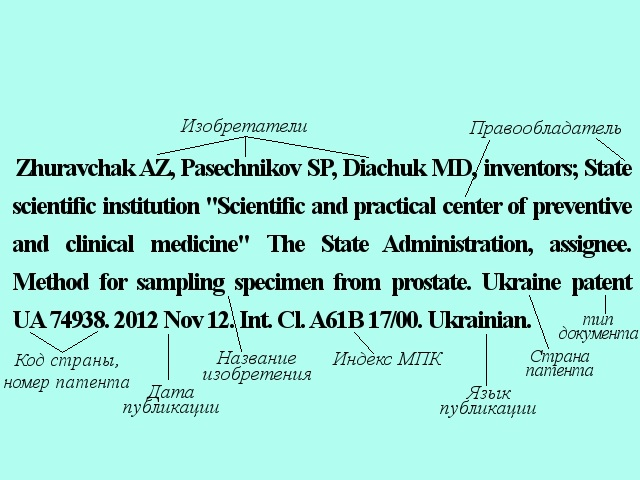 Изобретатели
Правообладатель
Zhuravchak AZ, Pasechnikov SP, Diachuk MD, inventors; State
scientific institution "Scientific and practical center of preventive
and clinical medicine" The State Administration, assignee.
Method for sampling specimen from prostate. Ukraine patent
UA 74938. 2012 Nov 12. Int. Cl. A61B 17/00. Ukrainian.
Код страны,
номер патента
Дата
публикации
Название
изобретения
Индекс МПК
Язык
публикации
Страна
патента
тип
документа